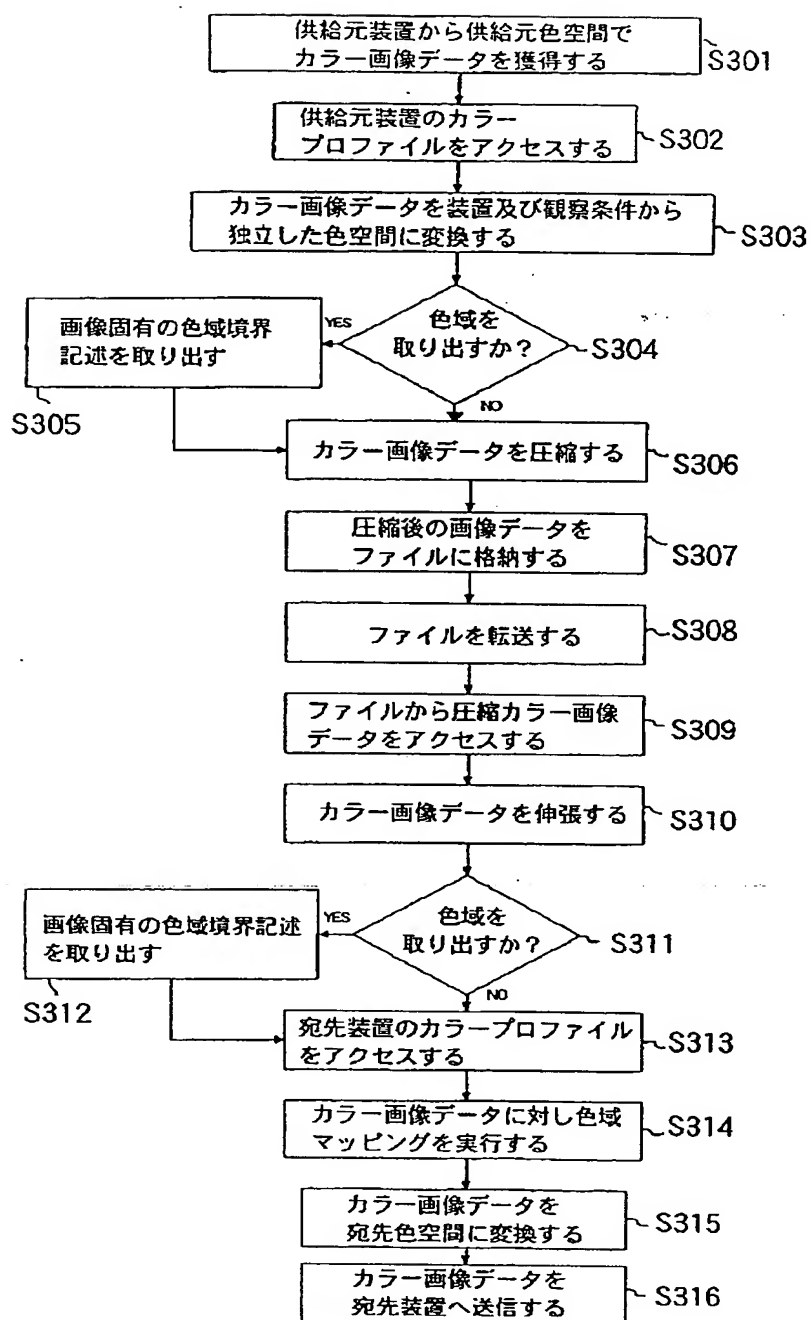 供給元装置から供給元色空間で
カラー画像データを獲得する
S301
供給元装置のカラー
プロファイルをアクセスする
S302
カラー画像データを装置及び観察条件から
独立した色空間に変換する
S303
色域を
取り出すか?
S304
YES
画像固有の色域境界
記述を取り出す
S305
NO
カラー画像データを圧縮する
S306
圧縮後の画像データを
ファイルに格納する
S307
ファイルを転送する
S308
ファイルから圧縮カラー画像
データをアクセスする
S309
カラー画像データを伸張する
S310
色域を
取り出すか?
S311
YES
画像固有の色域境界記述
を取り出す
S312
NO
宛先装置のカラープロファイル
をアクセスする
S313
カラー画像データに対し色域
マッピングを実行する
S314
カラー画像データを
宛先色空間に変換する
S315
カラー画像データを
宛先装置へ送信する
S316